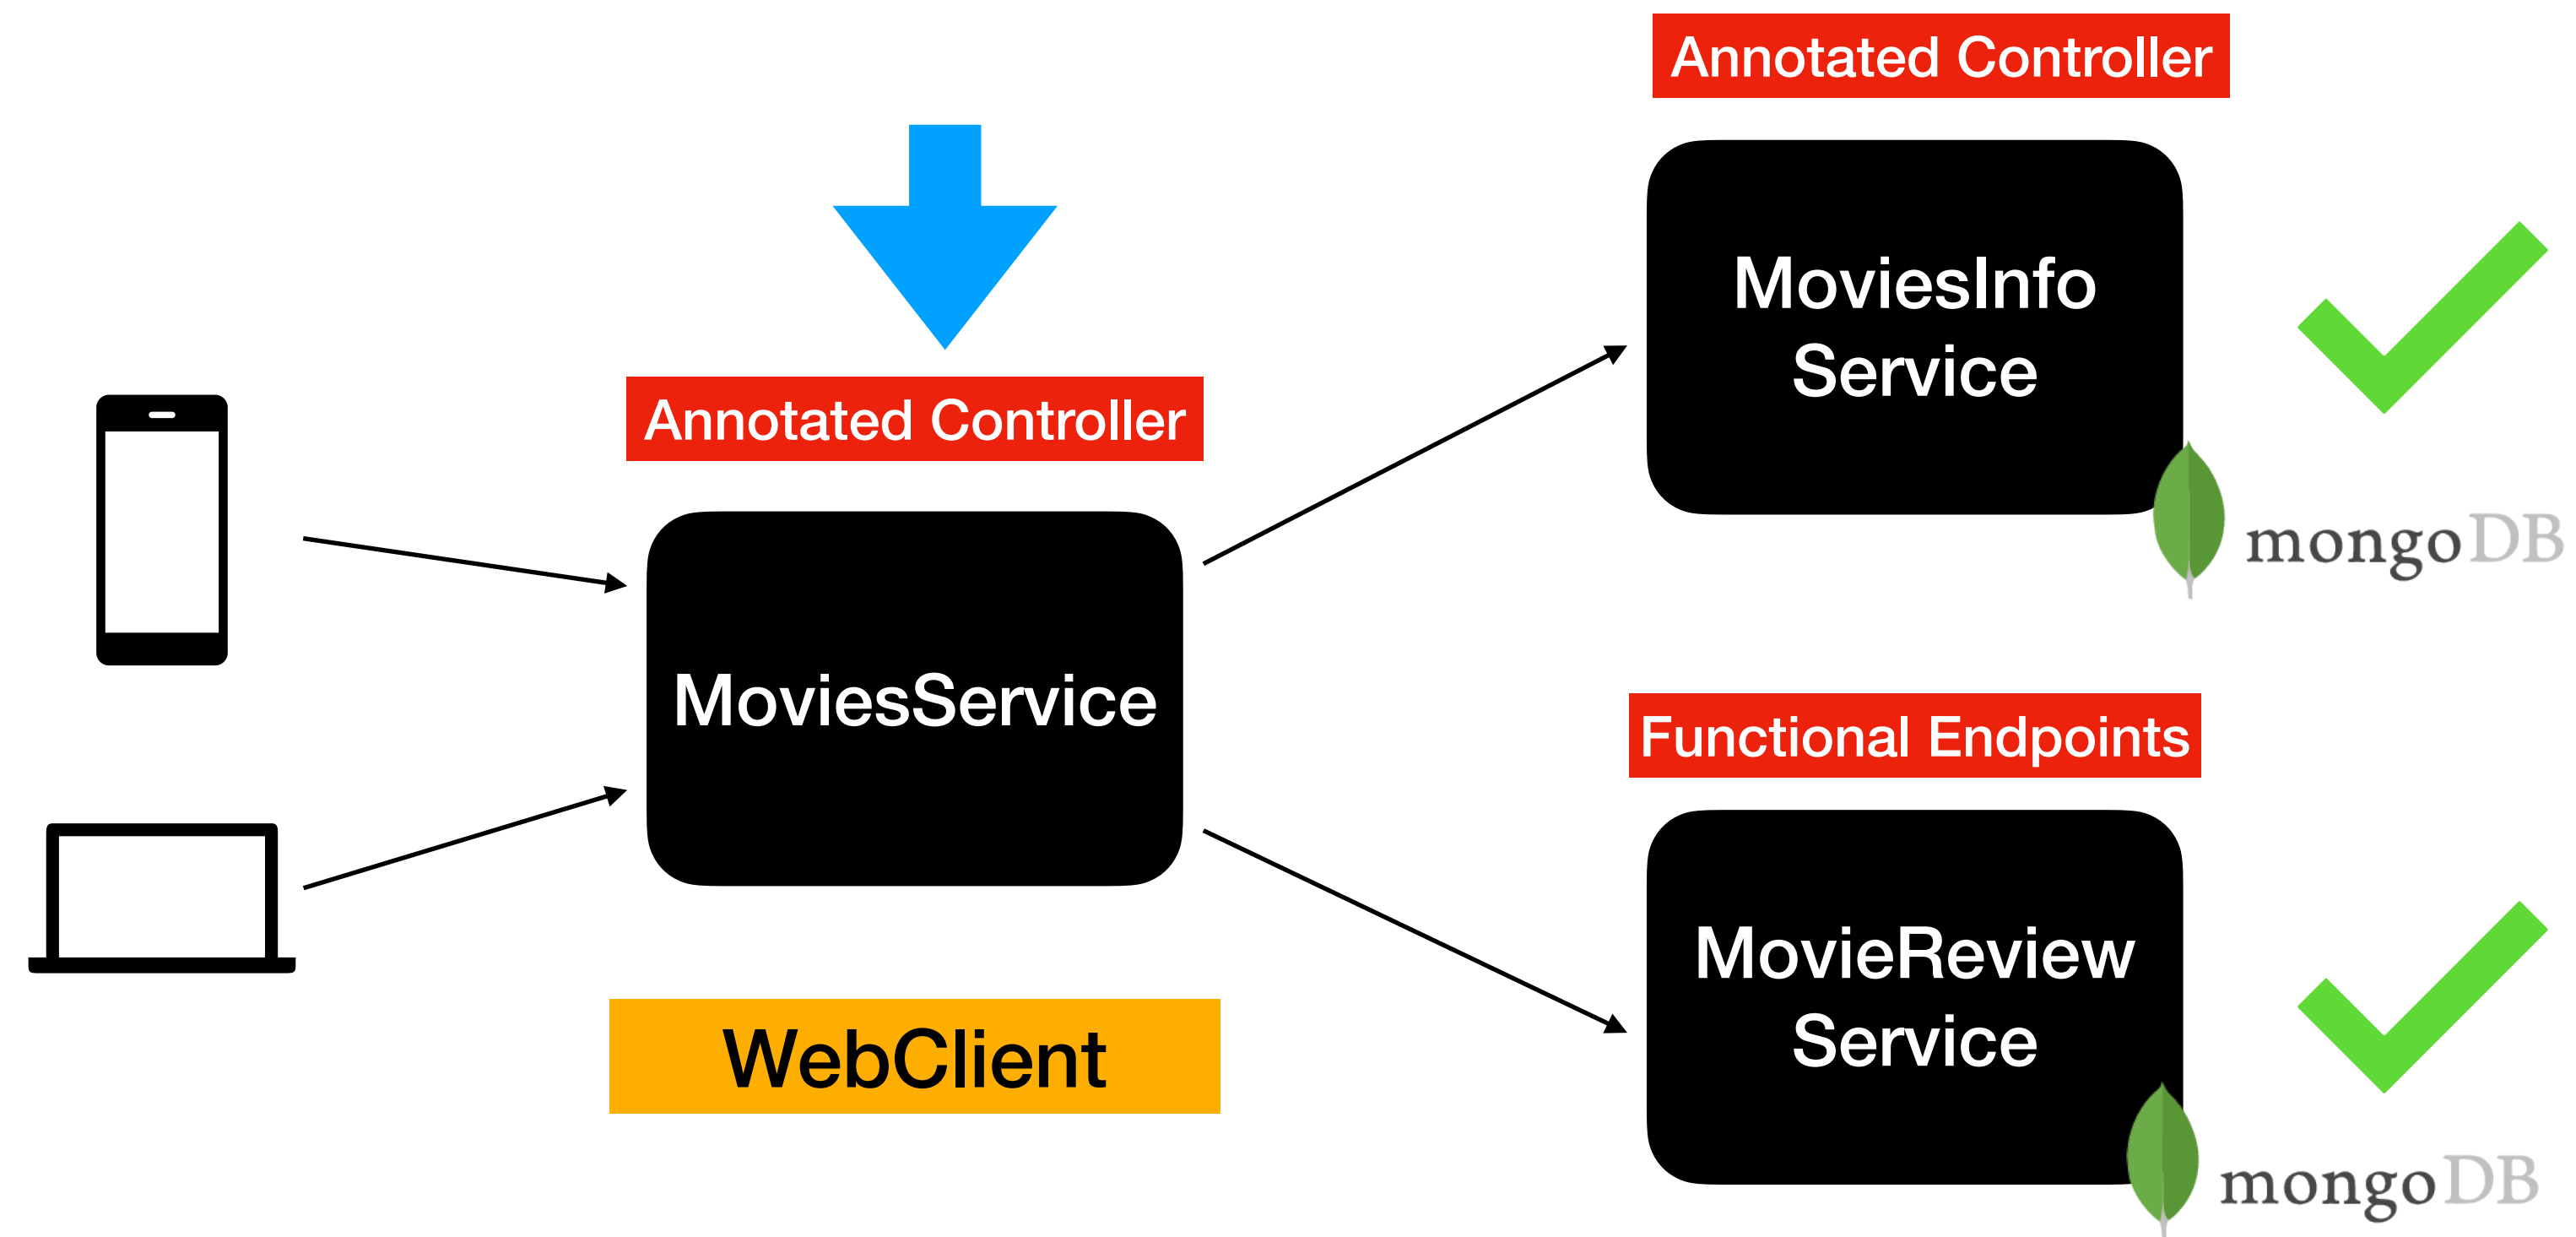 Annotated Controller
MoviesInfo
Service
mongoDB
Annotated Controller
MoviesService
WebClient
Functional Endpoints
MovieReview
Service
mongoDB